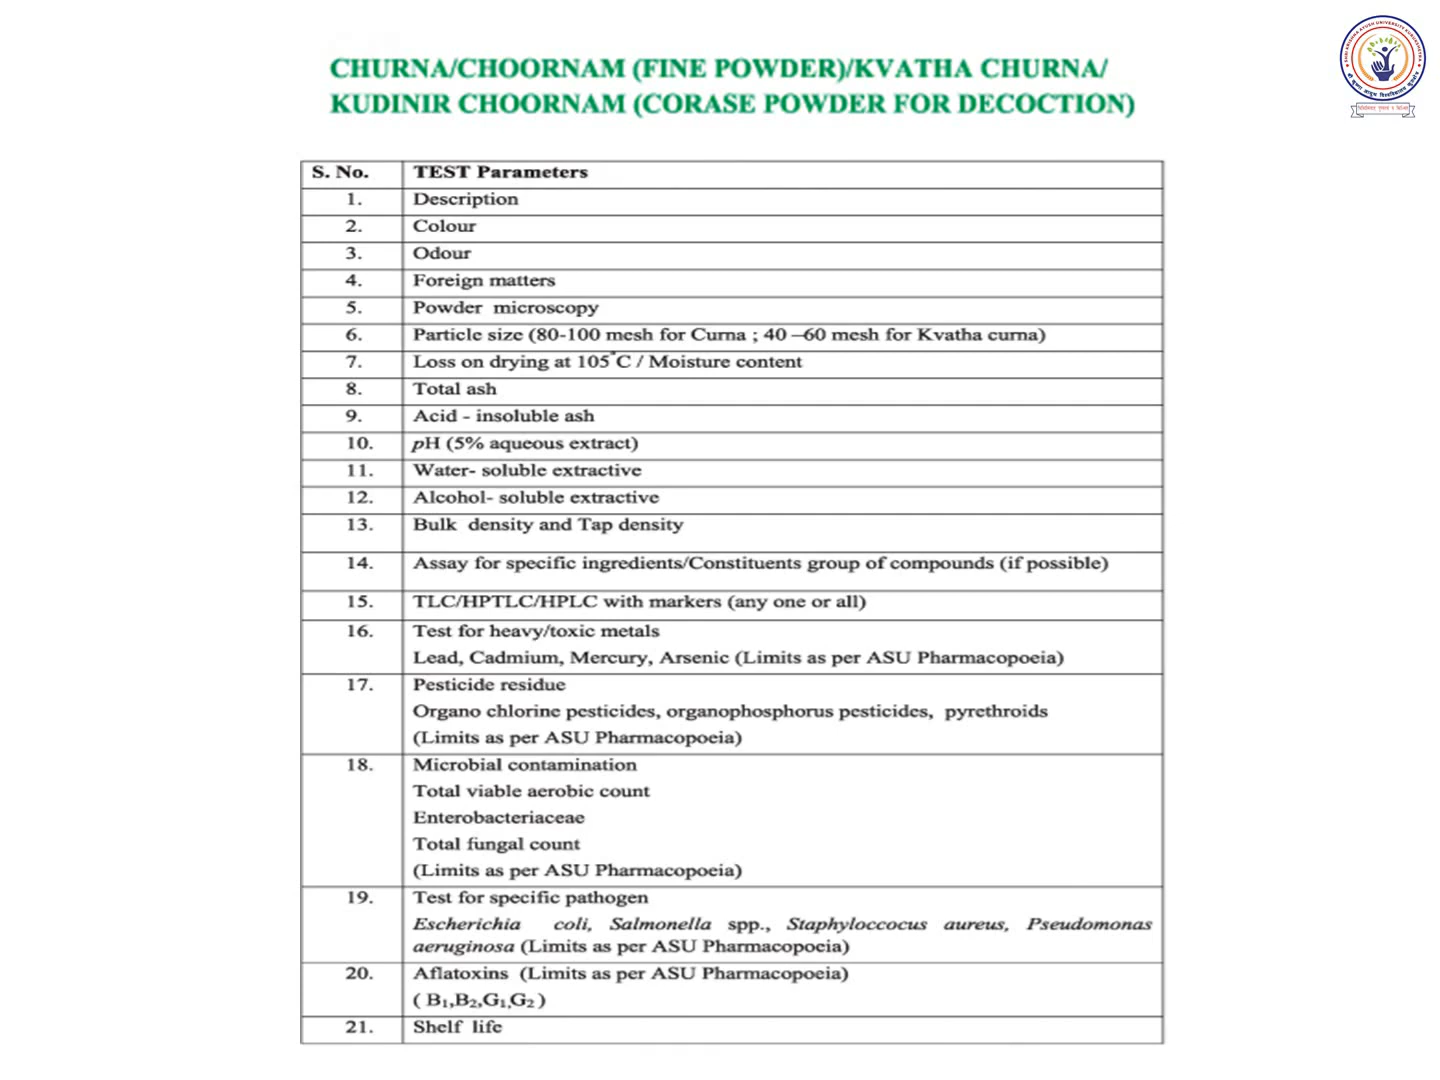 CHURNA/CHOORNAM (FINE POWDER)/KVATHA CHURNA/
KUDINIR CHOORNAM (CORASE POWDER FOR DECOCTION)
S. No. TEST Parameters
1. Description
2. Colour
3. Odour
4. Foreign matters
5. Powder microscopy
6. Particle size (80-100 mesh for Curna ; 40 –60 mesh for Kvatha curna)
7. Loss on drying at 105°C / Moisture content
8. Total ash
9. Acid - insoluble ash
10. pH (5% aqueous extract)
11. Water- soluble extractive
12. Alcohol- soluble extractive
13. Bulk density and Tap density
14. Assay for specific ingredients/Constituents group of compounds (if possible)
15. TLC/HPTLC/HPLC with markers (any one or all)
16. Test for heavy/toxic metals
Lead, Cadmium, Mercury, Arsenic (Limits as per ASU Pharmacopoeia)
17. Pesticide residue
Organo chlorine pesticides, organophosphorus pesticides, pyrethroids
(Limits as per ASU Pharmacopoeia)
18. Microbial contamination
Total viable aerobic count
Enterobacteriaceae
Total fungal count
(Limits as per ASU Pharmacopoeia)
19. Test for specific pathogen
Escherichia coli, Salmonella spp., Staphyloccocus aureus, Pseudomonas
aeruginosa (Limits as per ASU Pharmacopoeia)
20. Aflatoxins (Limits as per ASU Pharmacopoeia)
( B₁,B₂,G₁,G₂ )
21. Shelf life